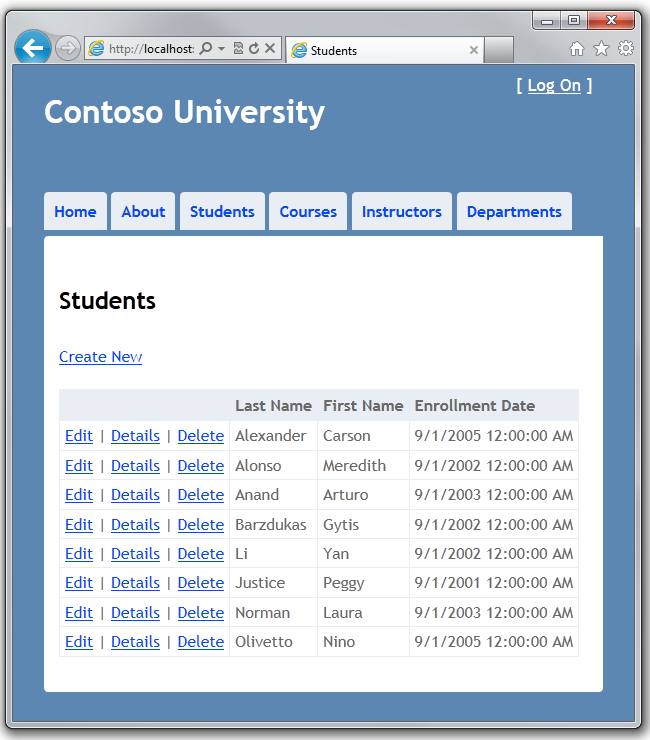 http://localhost:
Students
[ Log On ]
Contoso University
Home About Students Courses Instructors Departments
Students
Create New
Last Name First Name Enrollment Date
Edit | Details | Delete Alexander Carson 9/1/2005 12:00:00 AM
Edit | Details | Delete Alonso Meredith 9/1/2002 12:00:00 AM
Edit | Details | Delete Anand Arturo 9/1/2003 12:00:00 AM
Edit | Details | Delete Barzdukas Gytis 9/1/2002 12:00:00 AM
Edit | Details | Delete Li Yan 9/1/2002 12:00:00 AM
Edit | Details | Delete Justice Peggy 9/1/2001 12:00:00 AM
Edit | Details | Delete Norman Laura 9/1/2003 12:00:00 AM
Edit | Details | Delete Olivetto Nino 9/1/2005 12:00:00 AM